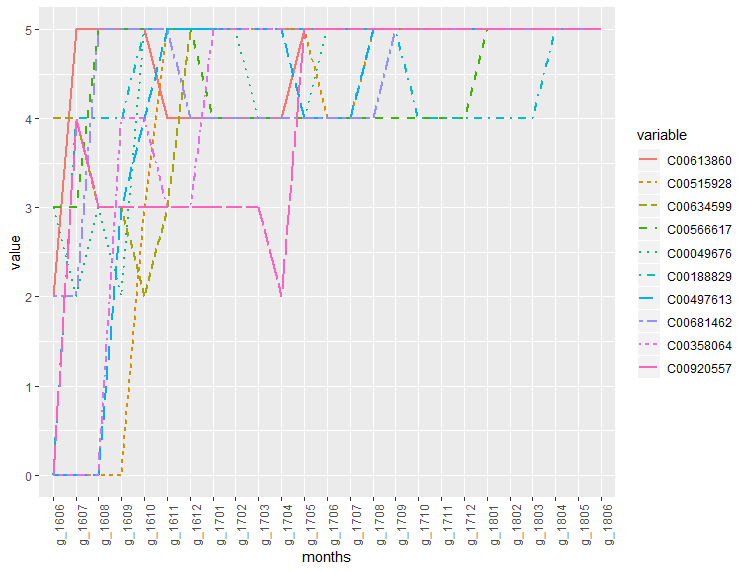 5
4
3
2
1
0
value
g_1606
g_1607
g_1608
g_1609
g_1610
g_1611
g_1612
g_1701
g_1702
g_1703
g_1704
g_1705
g_1706
g_1707
g_1708
g_1709
g_1710
g_1711
g_1712
g_1801
g_1802
g_1803
g_1804
g_1805
g_1806
months
variable
C00613860
C00515928
C00634599
C00566617
C00049676
C00188829
C00497613
C00681462
C00358064
C00920557